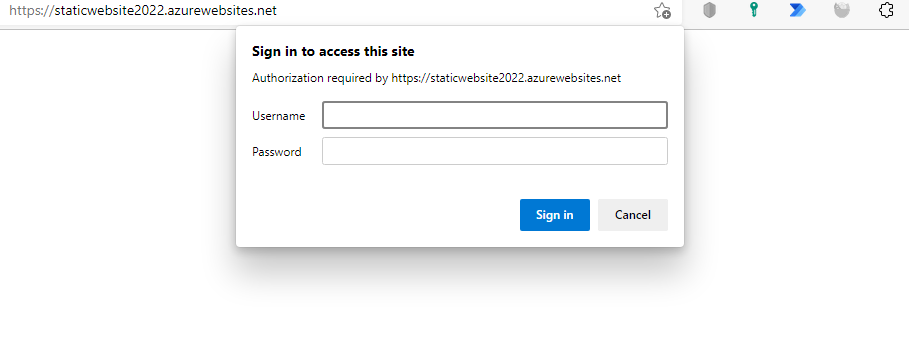 https://staticwebsite2022.azurewebsites.net
Sign in to access this site
Authorization required by https://staticwebsite2022.azurewebsites.net
Username
Password
Sign in
Cancel